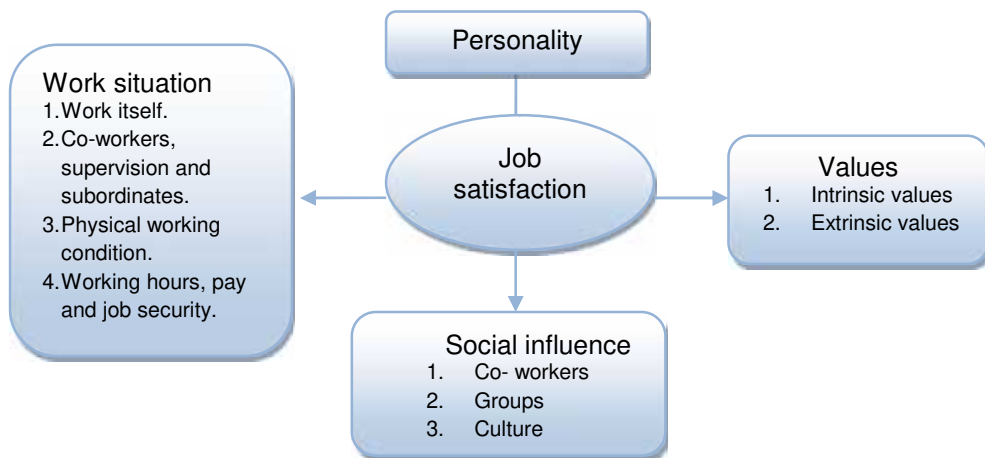 Personality
Work situation
1.Work itself.
2.Co-workers,
supervision and
subordinates.
3.Physical working
condition.
4.Working hours, pay
and job security.
Job
satisfaction
Values
1. Intrinsic values
2. Extrinsic values
Social influence
1. Co- workers
2. Groups
3. Culture